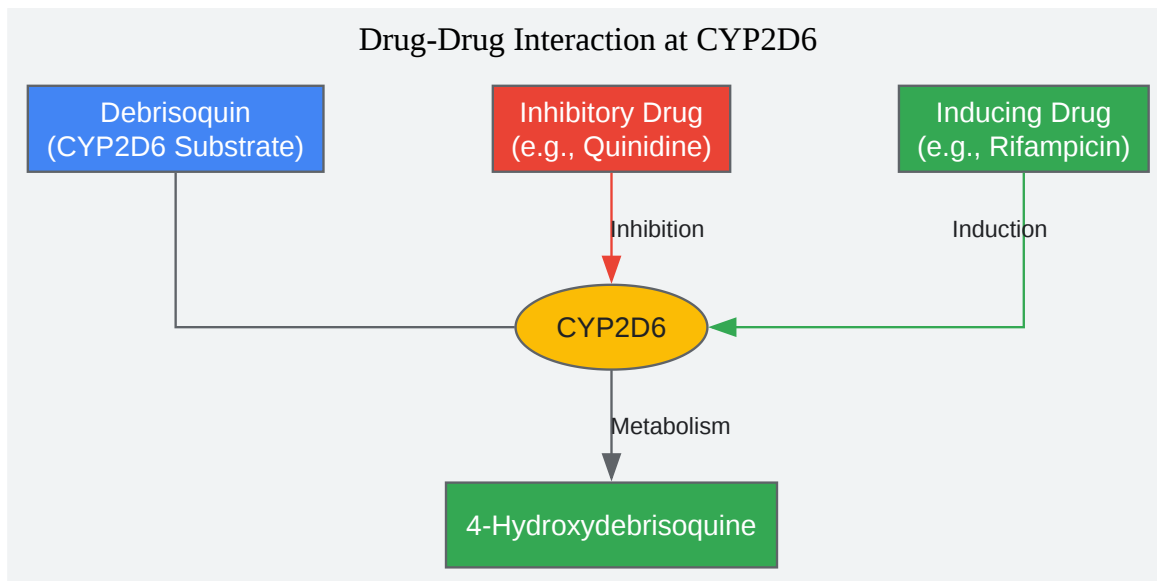 Drug-Drug Interaction at CYP2D6
Debrisoquin
(CYP2D6 Substrate)
Inhibitory Drug
(e.g., Quinidine)
Inducing Drug
(e.g., Rifampicin)
Inhibition
Induction
CYP2D6
Metabolism
4-Hydroxydebrisoquine